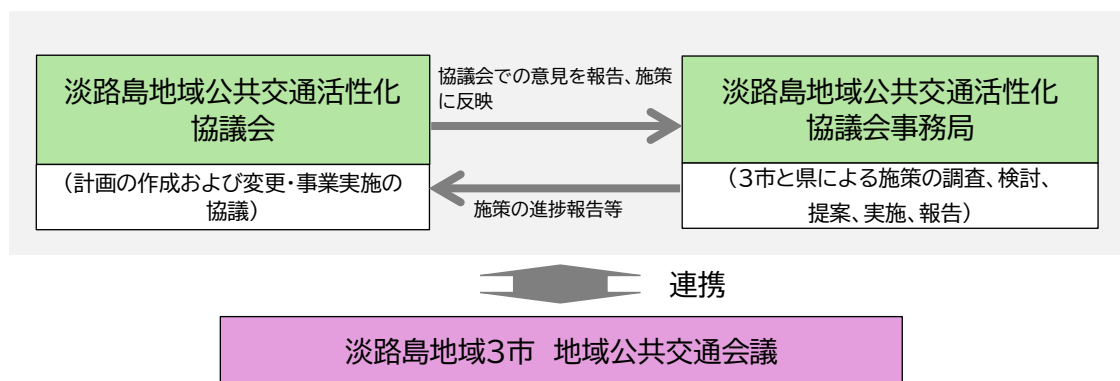 淡路島地域公共交通活性化
協議会
(計画の作成および変更・事業実施の
協議)
協議会での意見を報告、施策
に反映
施策の進捗報告等
淡路島地域公共交通活性化
協議会事務局
(3市と県による施策の調査、検討、
提案、実施、報告)
連携
淡路島地域3市 地域公共交通会議